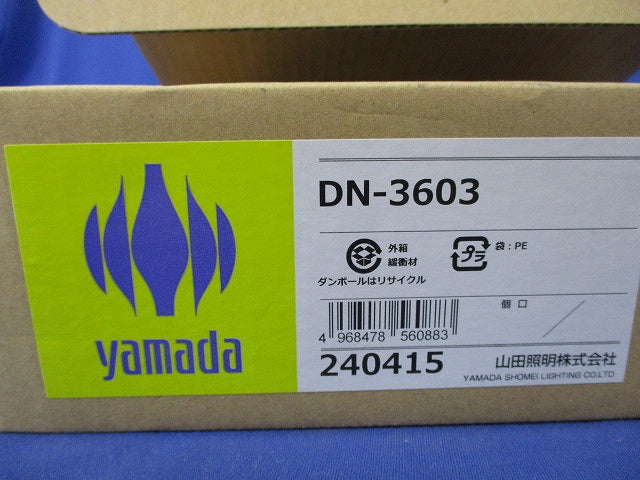 yamada
DN-3603
外箱
緩衝材
ダンボールはリサイクル
プラ
袋：PE
個口 ／
4 968478 560883
240415
山田照明株式会社
YAMADA SHOMEI LIGHTING CO.LTD